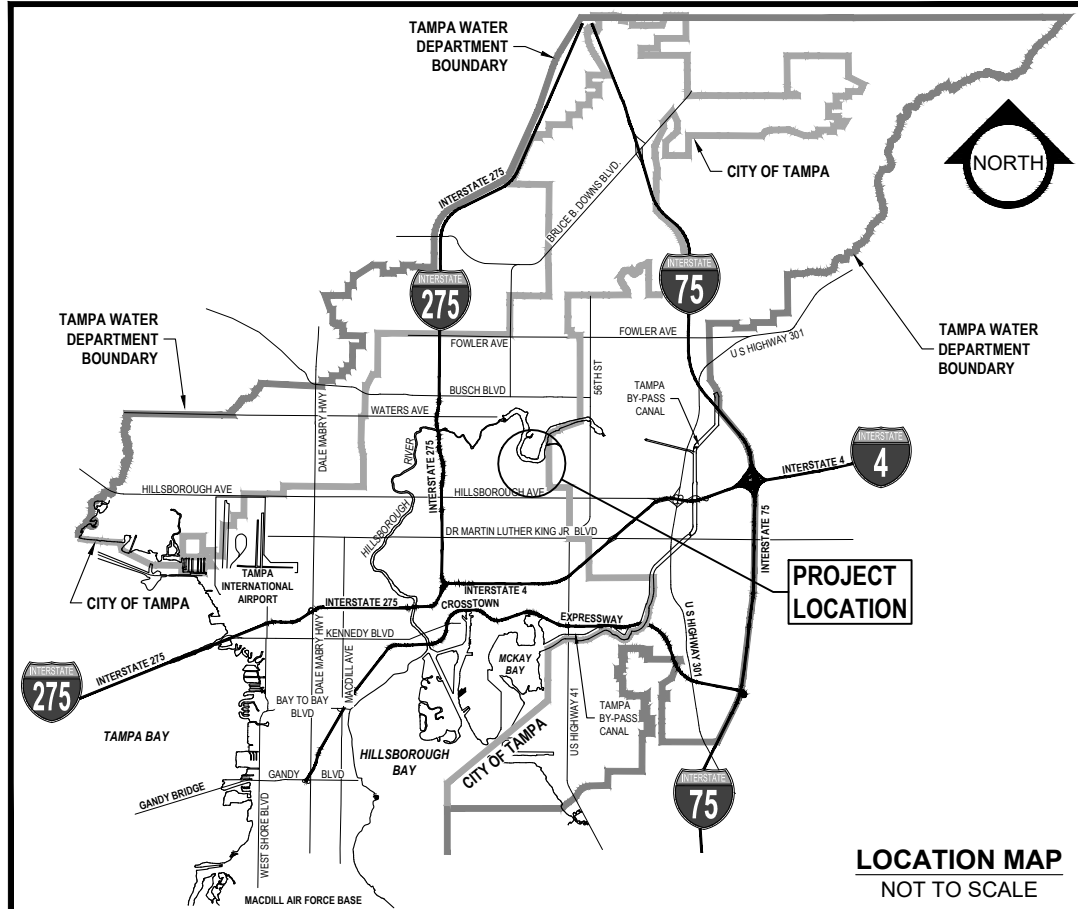 TAMPA WATER
DEPARTMENT
BOUNDARY
CITY OF TAMPA
NORTH
INTERSTATE 275
BRUCE B. DOWNS BLVD.
INTERSTATE
275
INTERSTATE
75
TAMPA WATER
DEPARTMENT
BOUNDARY
FOWLER AVE
FOWLER AVE
U S HIGHWAY 301
TAMPA WATER
DEPARTMENT
BOUNDARY
DALE MABRY HWY
BUSCH BLVD
56TH ST
TAMPA
BY-PASS
CANAL
WATERS AVE
RIVER
HILLSBOROUGH
INTERSTATE 275
INTERSTATE
4
INTERSTATE 4
HILLSBOROUGH AVE
HILLSBOROUGH AVE
DR MARTIN LUTHER KING JR BLVD
INTERSTATE 75
TAMPA
INTERNATIONAL
AIRPORT
CITY OF TAMPA
INTERSTATE 4
PROJECT
LOCATION
INTERSTATE 275
CROSSTOWN
EXPRESSWAY
KENNEDY BLVD
DALE MABRY HWY
MACDILL AVE
MCKAY
BAY
U S HIGHWAY 301
INTERSTATE 275
INTERSTATE
275
BAY TO BAY
BLVD
TAMPA BAY
HILLSBOROUGH
BAY
CITY OF TAMPA
US HIGHWAY 41
TAMPA
BY-PASS
CANAL
GANDY BLVD
GANDY BRIDGE
WEST SHORE BLVD
INTERSTATE
75
MACDILL AIR FORCE BASE
LOCATION MAP
NOT TO SCALE